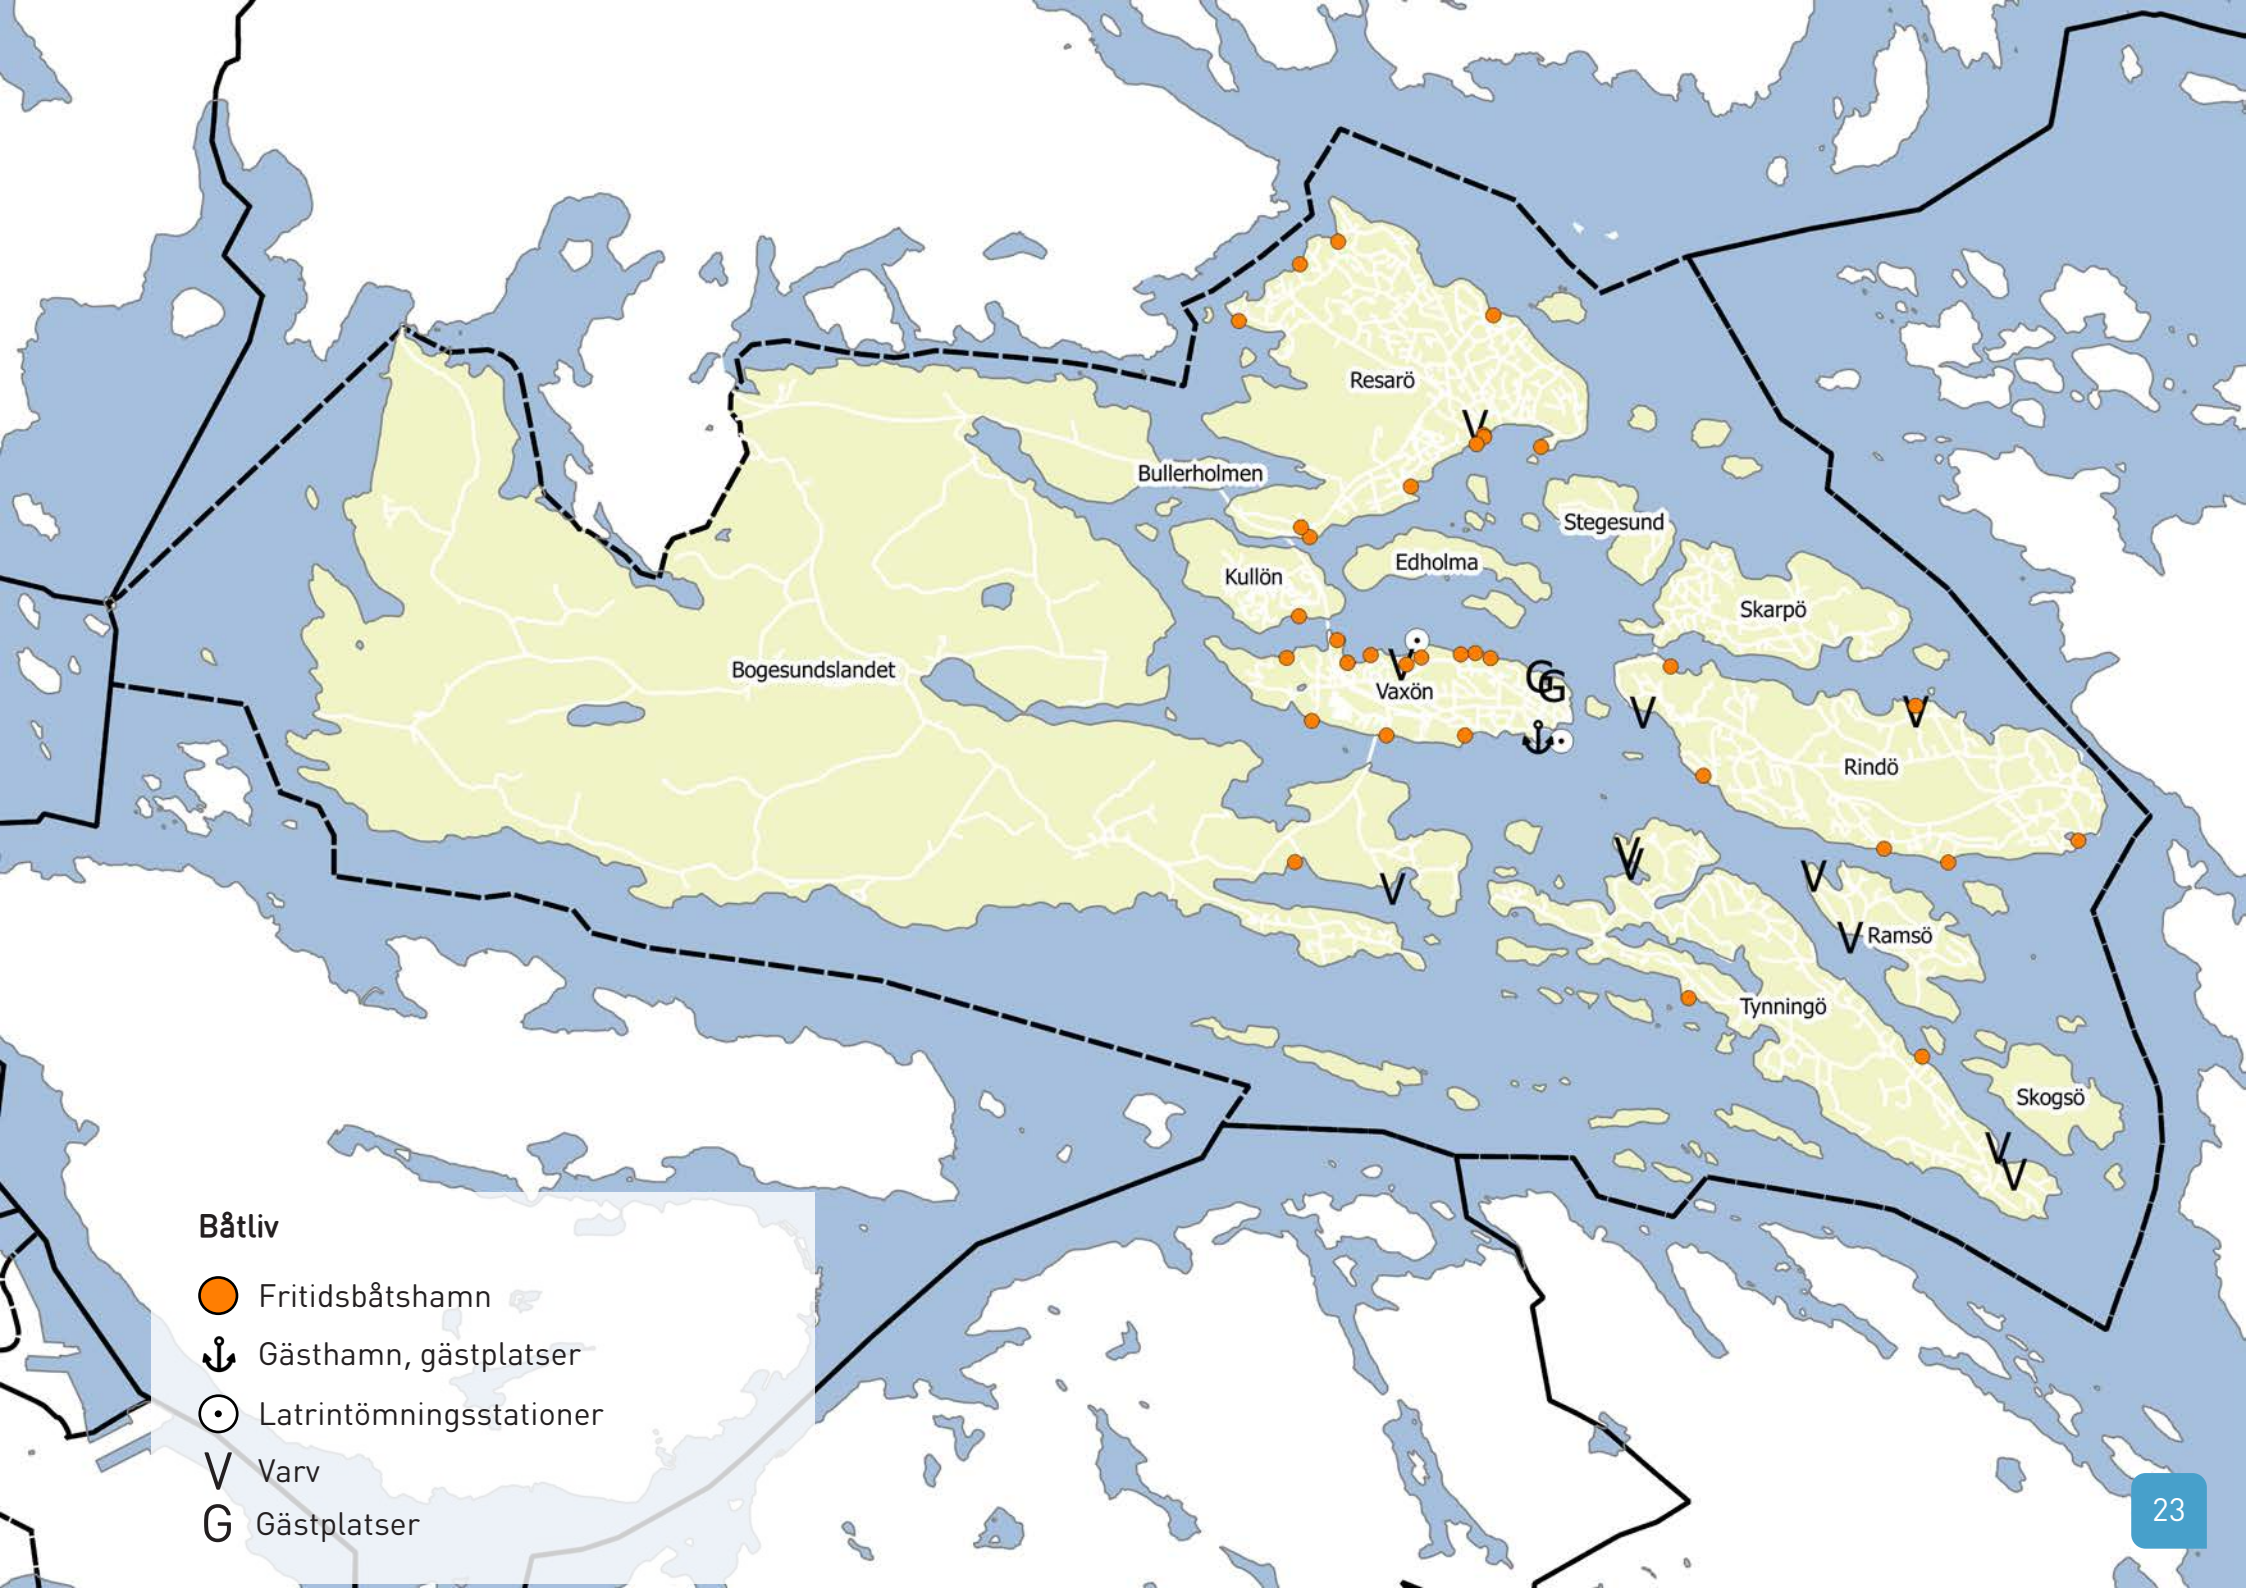 Resarö
Bullerholmen
Stegesund
Edholma
Kullön
Skarpö
Bogesundslandet
Vaxön
Rindö
Ramsö
Tynningö
Skogsö
V
V
G
G
V
V
V
V
V
V
V
V
V
Båtliv
Fritidsbåtshamn
Gästhamn, gästplatser
Latrintömningsstationer
V Varv
G Gästplatser
23